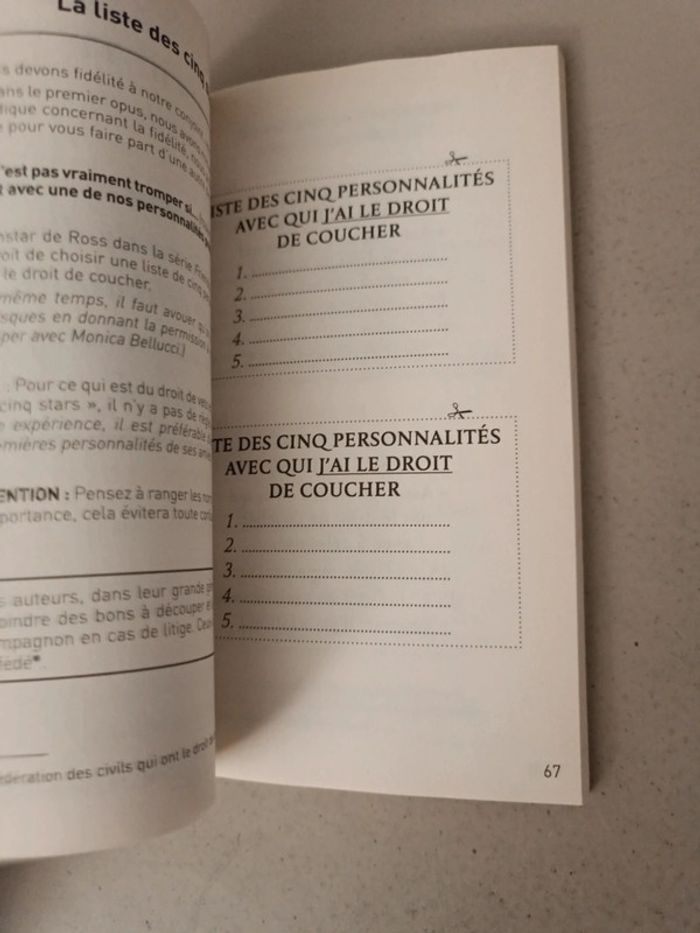 La liste des cinq
s devons fidélité à notre conjoint
ans le premier opus, nous avons
tique concernant la fidélité,
e pour vous faire part d'une autre
'est pas vraiment tromper si...
t avec une de nos personnalités
nstar de Ross dans la série
oit de choisir une liste de cinq
le droit de coucher.
même temps, il faut avouer
sques en donnant la permission
per avec Monica Bellucci.)
: Pour ce qui est du droit de
cinq stars », il n'y a pas de
e expérience, il est préférable
mières personnalités de ses
ENTION : Pensez à ranger les
portance, cela évitera toute
s auteurs, dans leur grande
oindre des bons à découper
mpagnon en cas de litige.
édération des civils qui ont le droit
ISTE DES CINQ PERSONNALITÉS
AVEC QUI J'AI LE DROIT
DE COUCHER
1.
2.
3.
4.
5.
TE DES CINQ PERSONNALITÉS
AVEC QUI J'AI LE DROIT
DE COUCHER
1.
2.
3.
4.
5.
67